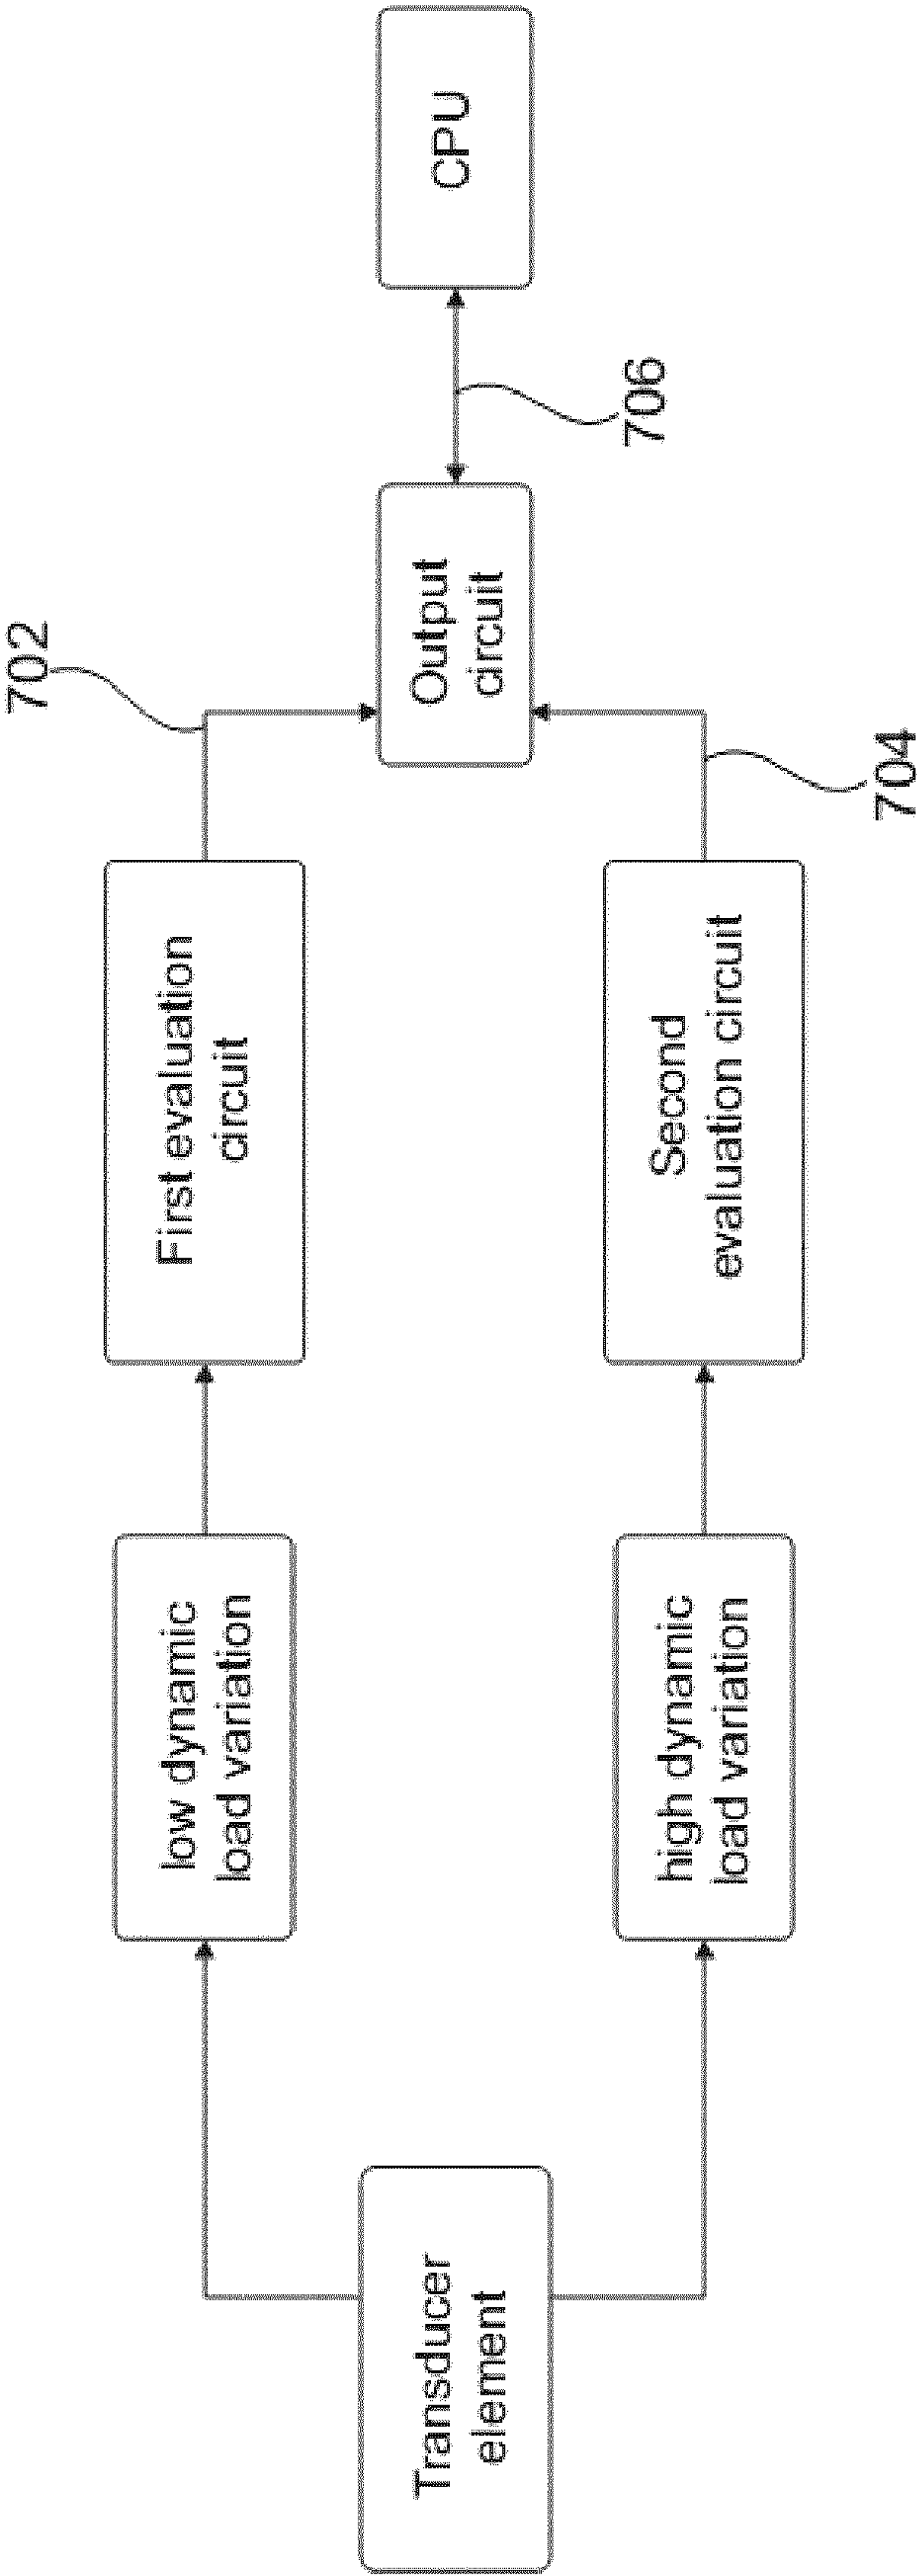 Transducer
element
low dynamic
load variation
high dynamic
load variation
First evaluation
circuit
Second
evaluation circuit
702
704
Output
circuit
706
CPU